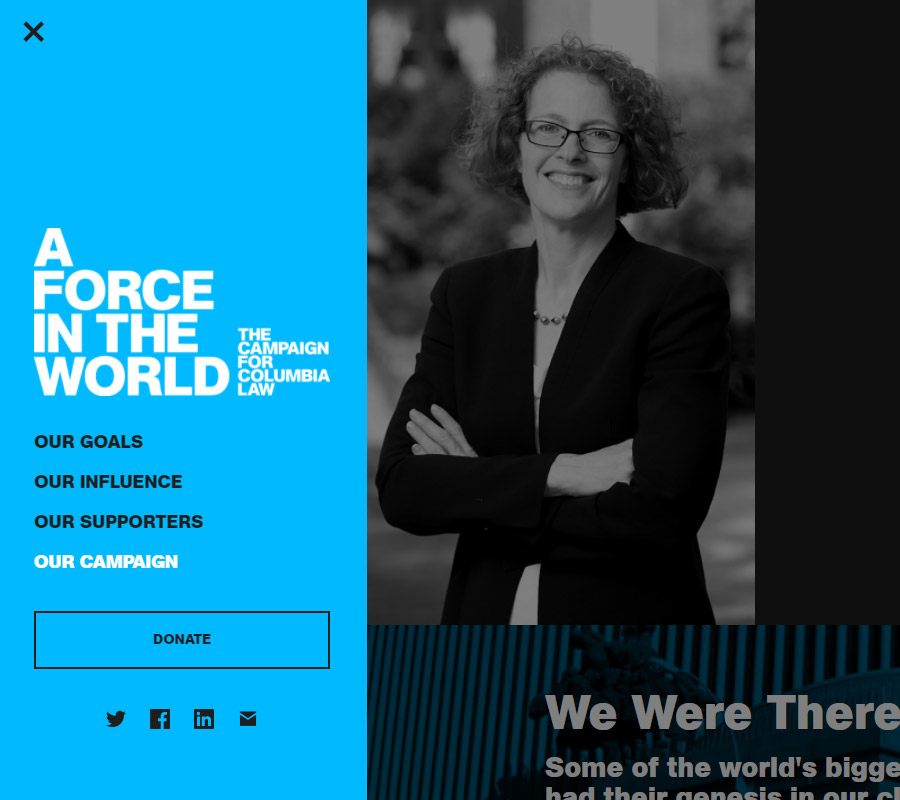 A
FORCE
IN THE
WORLD
THE
CAMPAIGN
FOR
COLUMBIA
LAW
OUR GOALS
OUR INFLUENCE
OUR SUPPORTERS
OUR CAMPAIGN
DONATE
We Were There
Some of the world's bigge
had their genesis in our cl